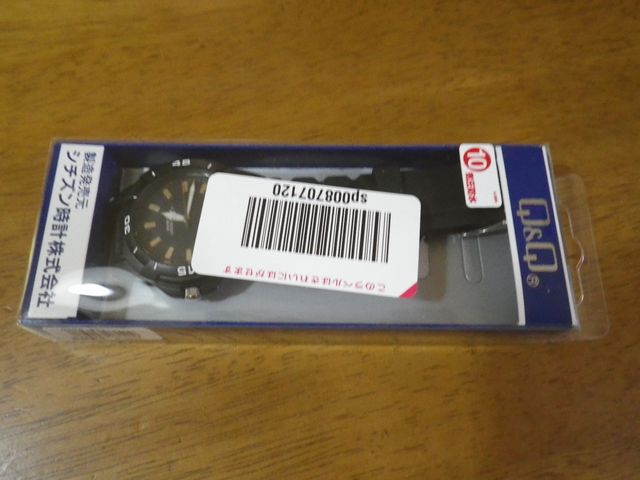 Q&Q
®
10
気圧防水
sp008707120
このラベルはきれいにはがせます
製造発売元
シチズン時計株式会社